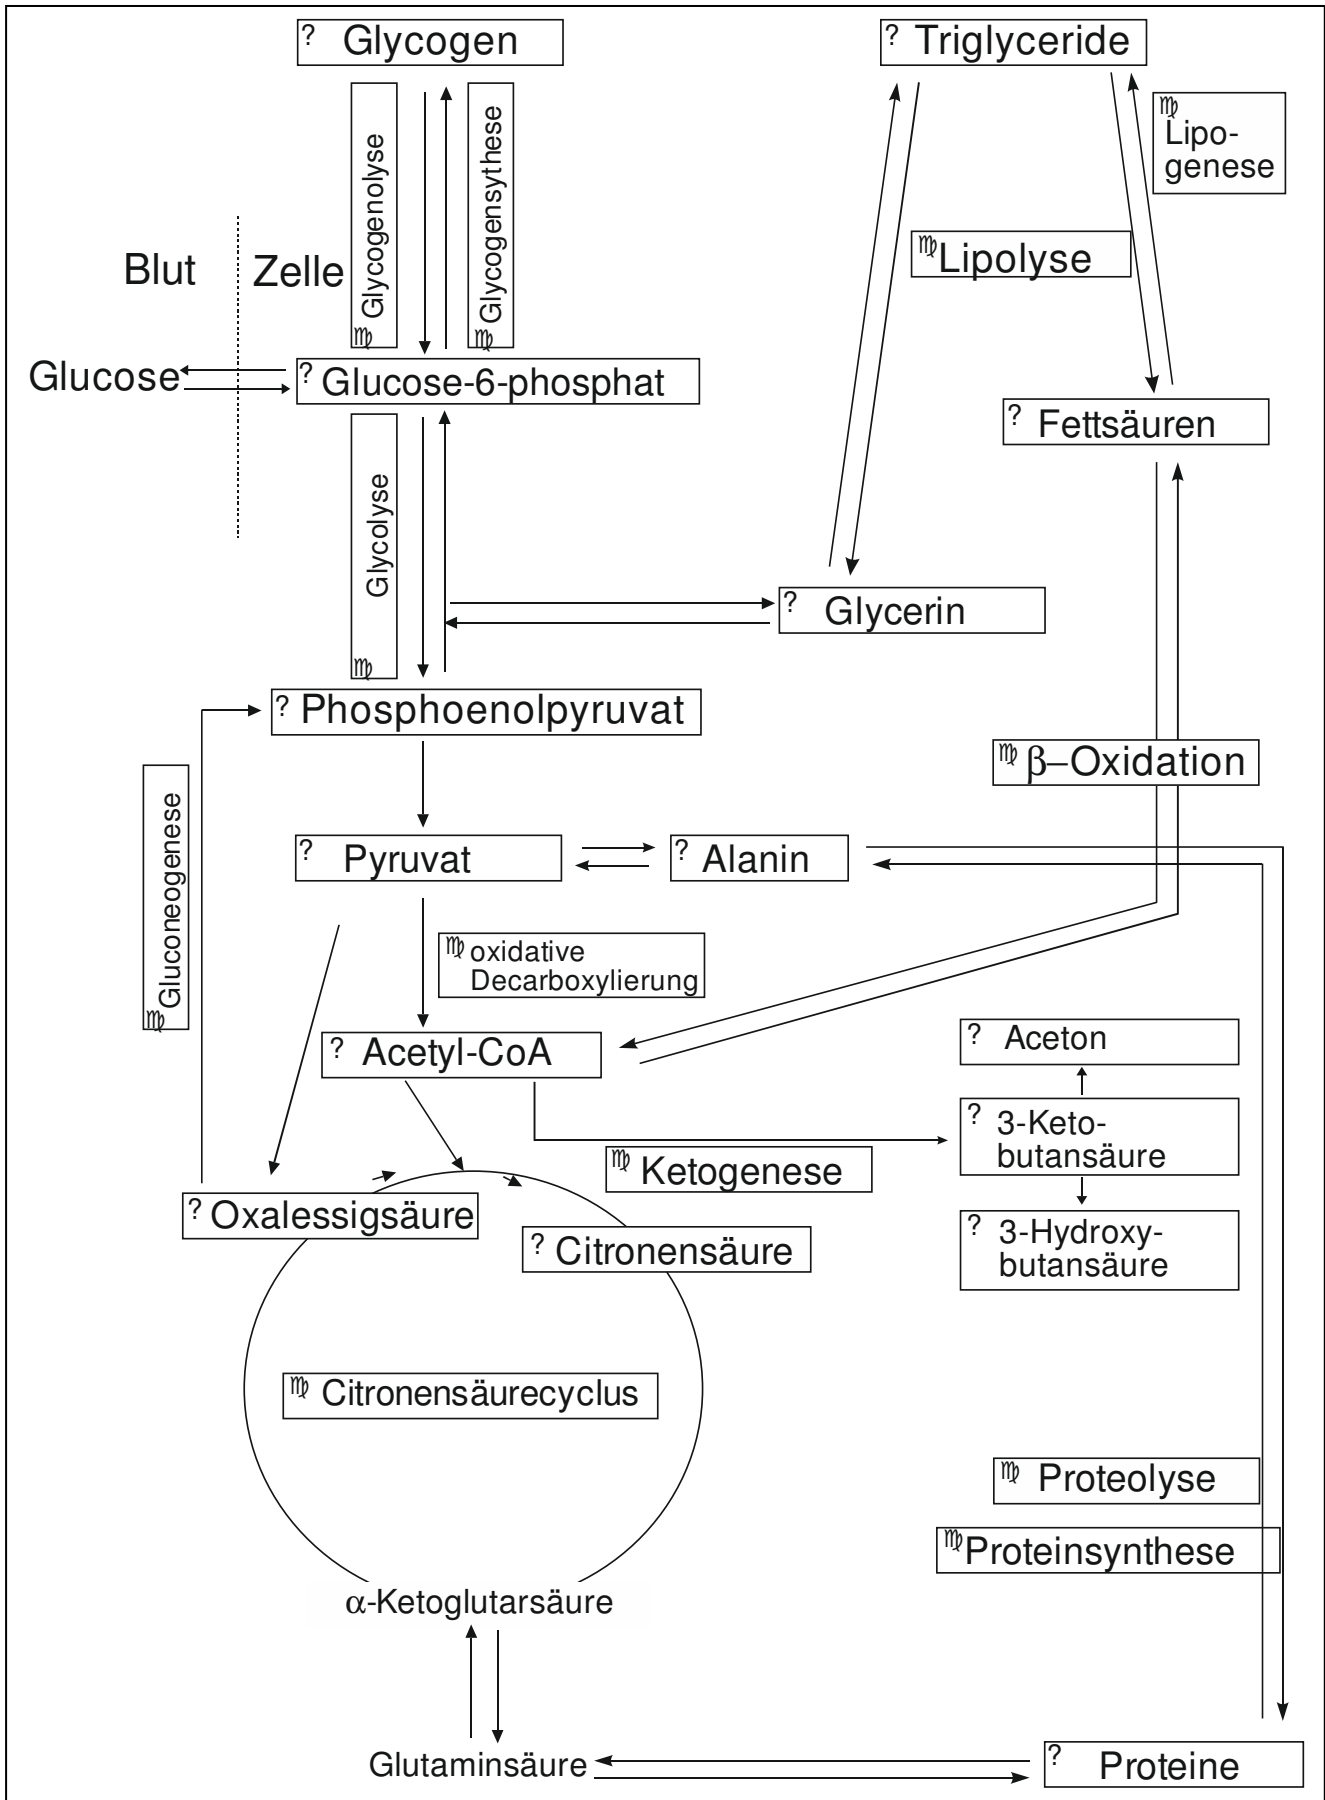 ? Glycogen
? Triglyceride
♍ Glycogenolyse
♍ Glycogensythese
♍
Lipo-
genese
♍ Lipolyse
Blut
Zelle
Glucose
? Glucose-6-phosphat
? Fettsäuren
♍ Glycolyse
? Glycerin
? Phosphoenolpyruvat
♍ β–Oxidation
♍ Gluconeogenese
? Pyruvat
? Alanin
♍ oxidative
Decarboxylierung
? Acetyl-CoA
? Aceton
? 3-Keto-
butansäure
♍ Ketogenese
? Oxalessigsäure
? Citronensäure
? 3-Hydroxy-
butansäure
♍ Citronensäurecyclus
♍ Proteolyse
♍ Proteinsynthese
α-Ketoglutarsäure
Glutaminsäure
? Proteine